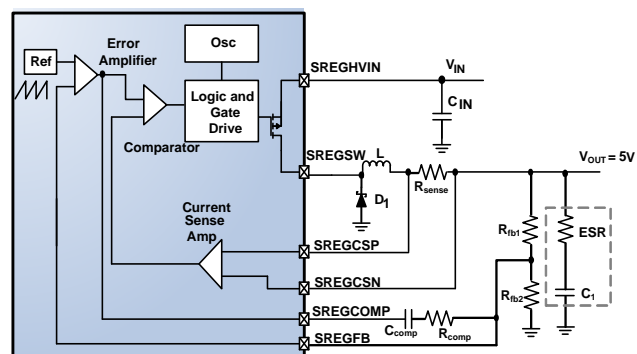 Error
Amplifier
Ref
Osc
Logic and
Gate
Drive
Comparator
Current
Sense
Amp
SREGHVIN
SREGSW
SREGCSP
SREGCSN
SREGCOMP
SREGFB
VIN
CIN
L
Rsense
D1
VOUT = 5V
Rfb1
ESR
Rfb2
C1
Ccomp
Rcomp